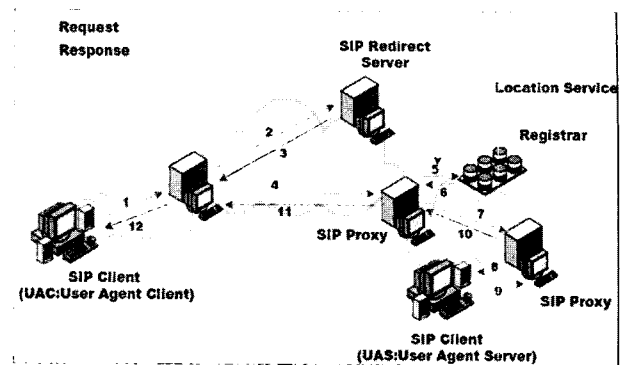 Request
Response
SIP Redirect
Server
Location Service
Registrar
2
3
5
6
4
11
1
12
7
10
SIP Proxy
8
9
SIP Client
(UAC:User Agent Client)
SIP Proxy
SIP Client
(UAS:User Agent Server)